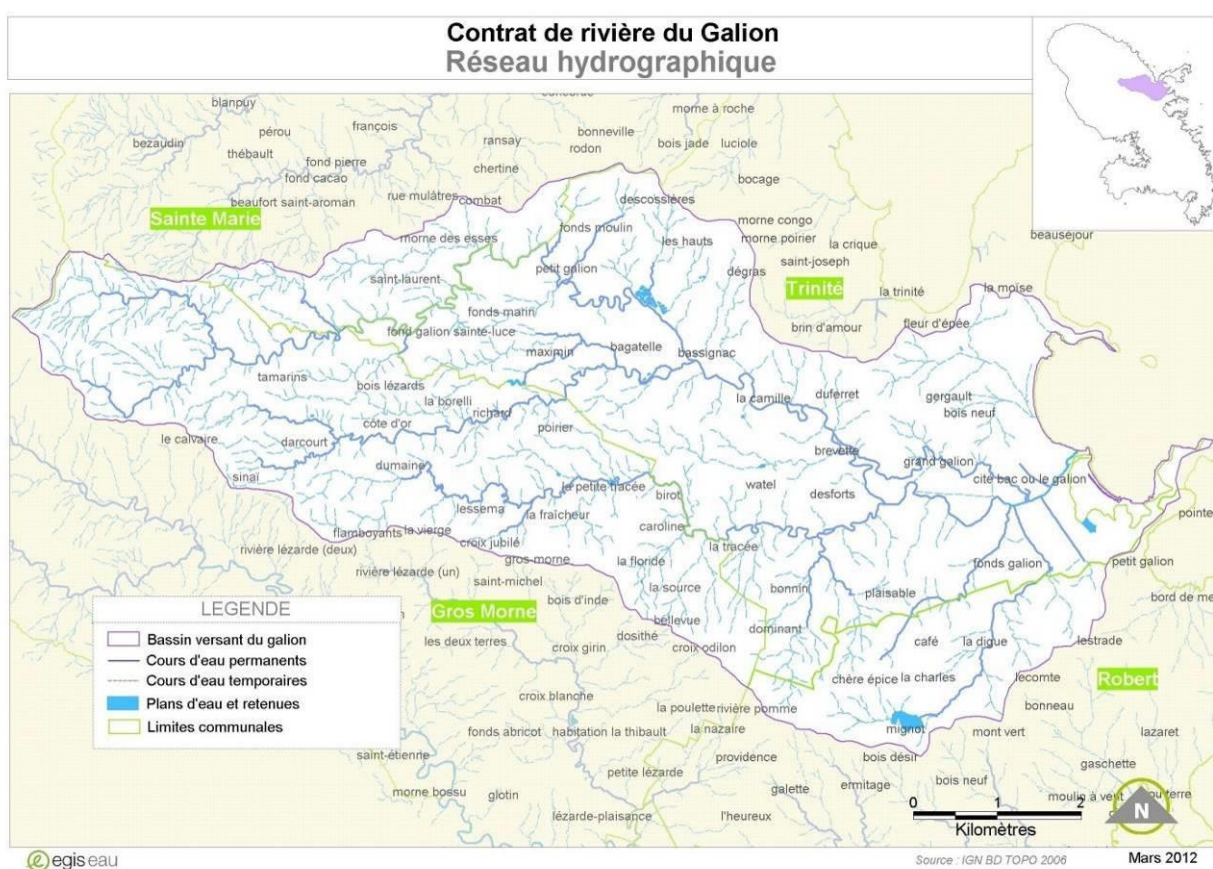 Contrat de rivière du Galion
Réseau hydrographique
blanpuy
morne à roche
françois
pérou
bezaudin
ransay
bonneville
thébault
rodon
bois jade
luciole
fond pierre
chertine
fond cacao
bocage
rue mulâtres
beaufort saint-aroman
combat
descossières
Sainte Marie
morne congo
fonds moulin
beauséjour
morne des esses
les hauts
morne poirier
la crique
petit galion
saint-joseph
saint-laurent
dégras
Trinité
la moïse
la trinité
fonds marin
fond galion sainte-luce
brin d'amour
fleur d'épée
bagatelle
maximin
bassignac
tamarins
bois lézards
duferret
gergault
la borelli
la camille
bois neuf
richard
côte d'or
poirier
le calvaire
darcourt
brevette
dumaine
grand galion
sinaï
la petite tracée
watel
cité bac ou le galion
birot
desforts
lessema
la fraîcheur
pointe
caroline
flamboyants
la vierge
croix jubilé
la tracée
rivière lézarde (deux)
gros-morne
la floride
fonds galion
petit galion
rivière lézarde (un)
saint-michel
la source
bonnin
plaisable
bois d'inde
bord de me
Gros Morne
bellevue
dominant
les deux terres
dosithé
café
la digue
lestrade
croix girin
croix odilon
Robert
chère épice
la charles
lecomte
croix blanche
bonneau
la poulette
rivière pomme
fonds abricot
habitation la thibault
la nazaire
mignot
mont vert
lazaret
saint-étienne
providence
bois désir
gaschette
petite lézarde
bois neuf
morne bossu
glotin
galette
ermitage
moulin à vent
ou terre
lézarde-plaisance
l'heureux
LEGENDE
Bassin versant du galion
Cours d'eau permanents
Cours d'eau temporaires
Plans d'eau et retenues
Limites communales
0 1 2
Kilomètres
N
egis eau
Source : IGN BD TOPO 2006
Mars 2012